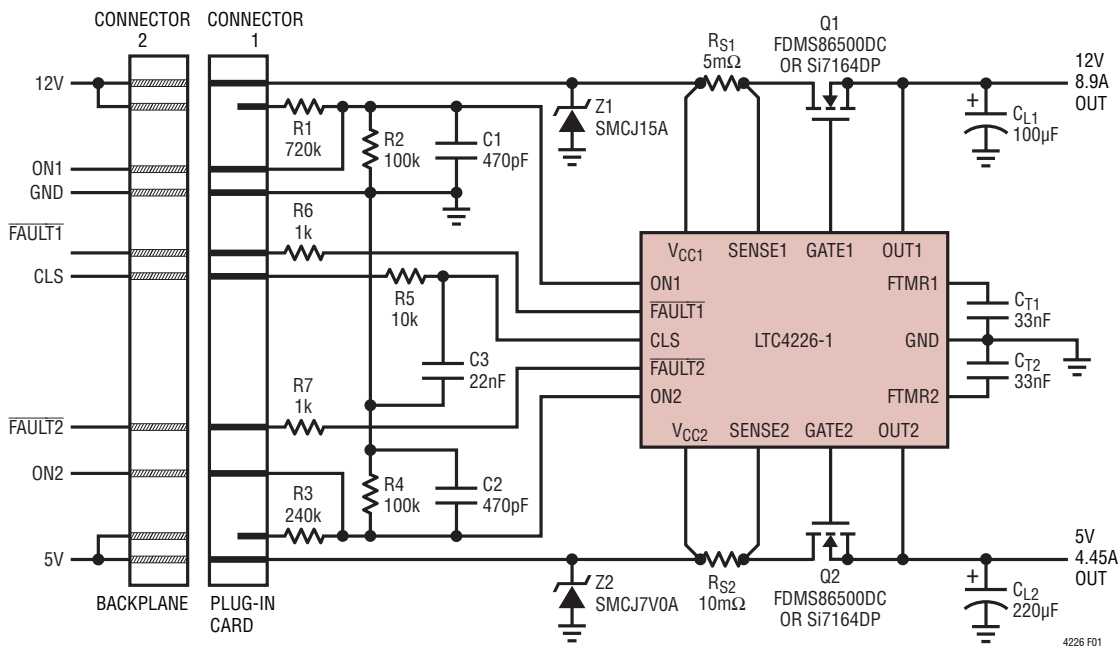 CONNECTOR
2
CONNECTOR
1
12V
ON1
GND
FAULT1
CLS
FAULT2
ON2
5V
BACKPLANE
PLUG-IN
CARD
R1
720k
R2
100k
C1
470pF
R6
1k
R5
10k
C3
22nF
R7
1k
R3
240k
R4
100k
C2
470pF
Z1
SMCJ15A
Z2
SMCJ7V0A
RS1
5mΩ
Q1
FDMS86500DC
OR Si7164DP
12V
8.9A
OUT
CL1
100µF
VCC1
SENSE1
GATE1
OUT1
ON1
FAULT1
CLS
FAULT2
ON2
LTC4226-1
FTMR1
GND
FTMR2
VCC2
SENSE2
GATE2
OUT2
CT1
33nF
CT2
33nF
RS2
10mΩ
Q2
FDMS86500DC
OR Si7164DP
5V
4.45A
OUT
CL2
220µF
4226 F01